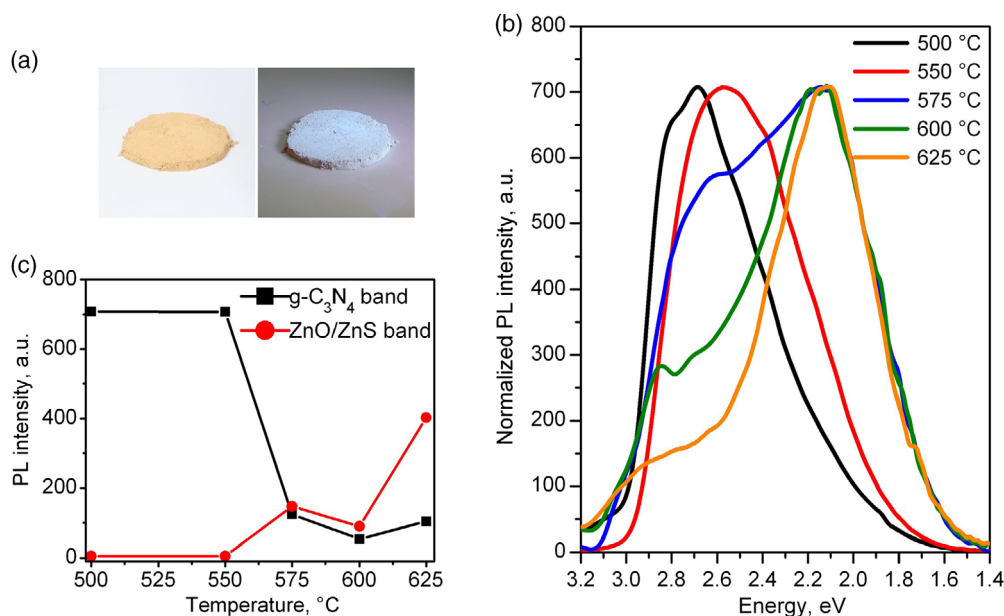 (a)
(b)
800
700
600
500
400
300
200
100
0
Normalized PL intensity, a.u.
3.2 3.0 2.8 2.6 2.4 2.2 2.0 1.8 1.6 1.4
Energy, eV
500 °C
550 °C
575 °C
600 °C
625 °C
(c)
800
600
400
200
0
PL intensity, a.u.
500 525 550 575 600 625
Temperature, °C
g-C₃N₄ band
ZnO/ZnS band